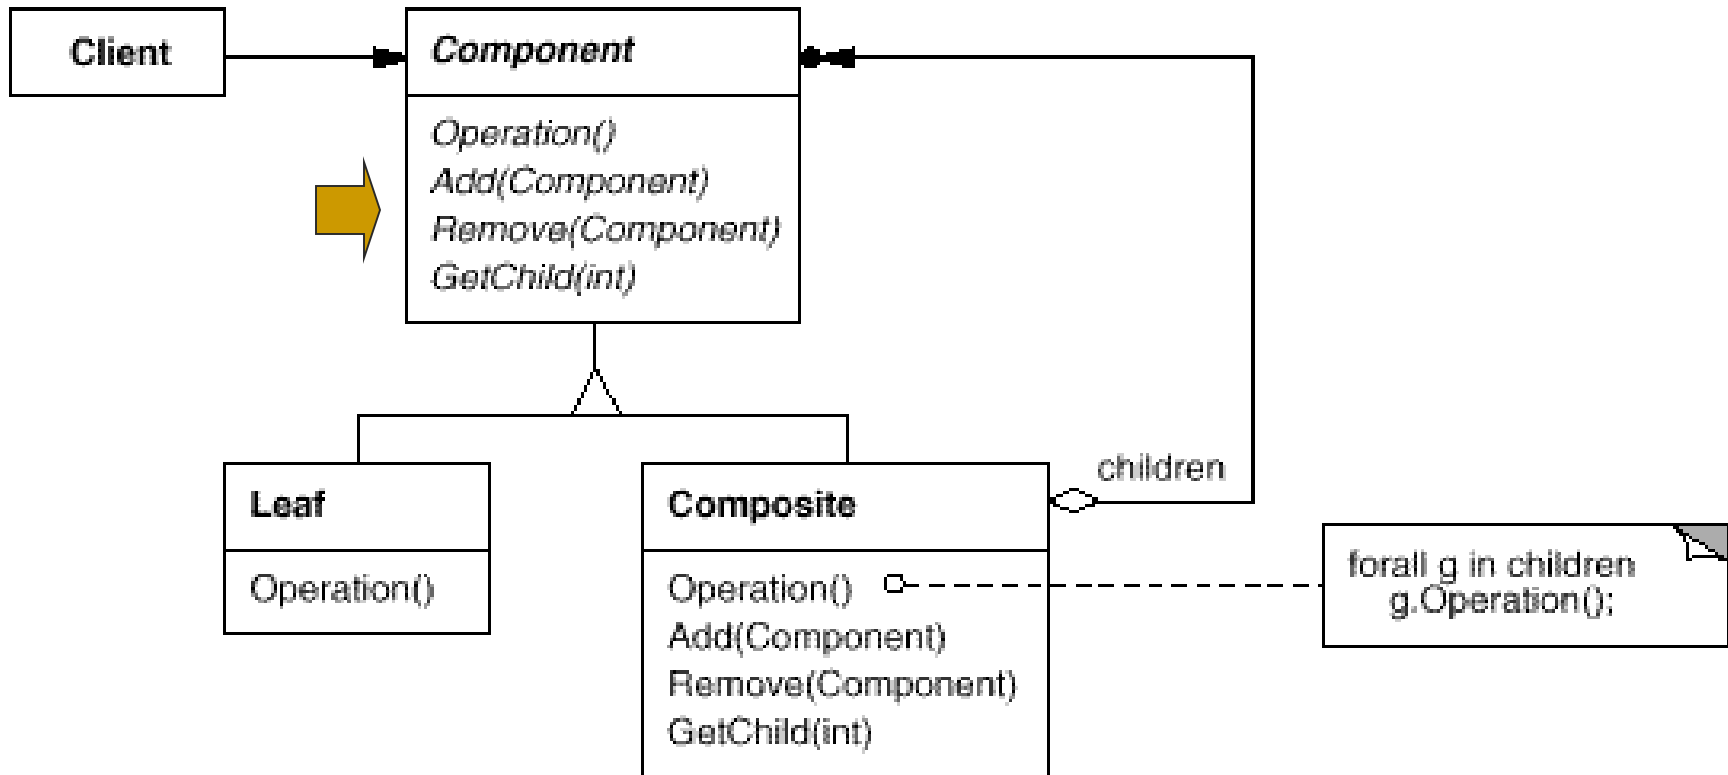 Client
Component
Operation()
Add(Component)
Remove(Component)
GetChild(int)
Leaf
Operation()
Composite
Operation()
Add(Component)
Remove(Component)
GetChild(int)
children
forall g in children
g.Operation();